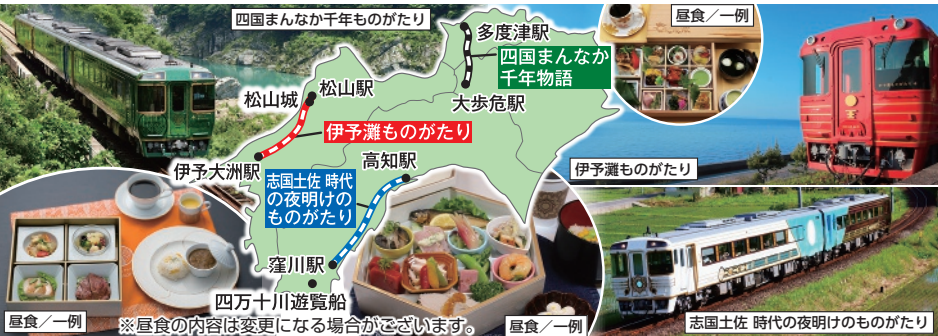 四国まんなか千年ものがたり
多度津駅
四国まんなか
千年物語
大歩危駅
昼食／一例
松山城
松山駅
伊予灘ものがたり
伊予大洲駅
伊予灘ものがたり
高知駅
志国土佐 時代
の夜明けの
ものがたり
窪川駅
四万十川遊覧船
昼食／一例
昼食／一例
志国土佐 時代の夜明けのものがたり
※昼食の内容は変更になる場合がございます。